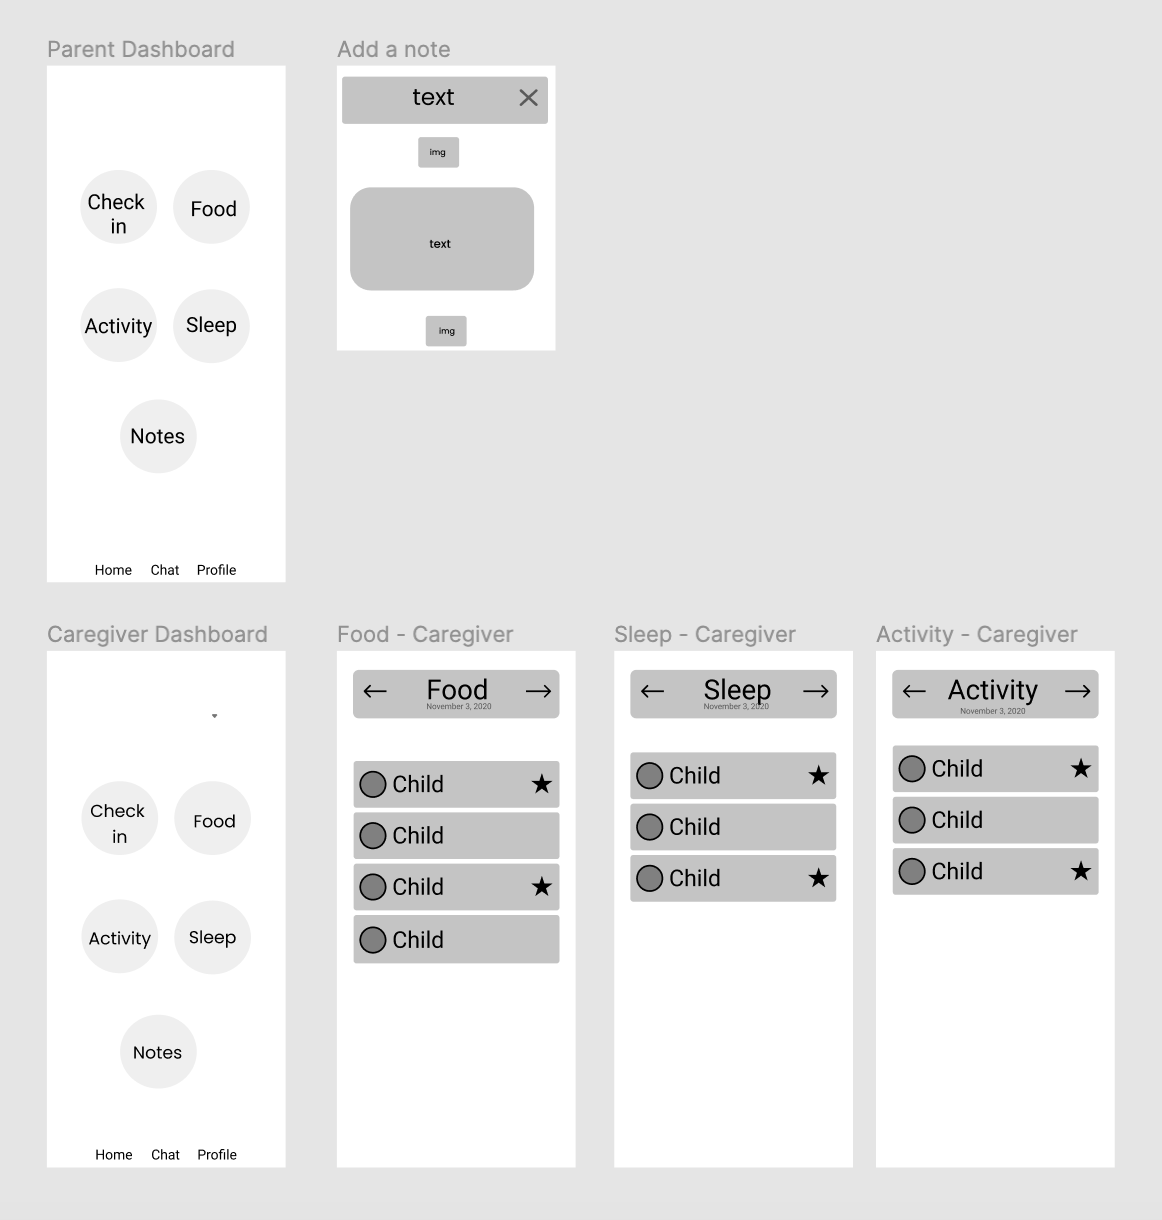 Parent Dashboard
Check
in
Food
Activity
Sleep
Notes
Home Chat Profile
Add a note
text
img
text
img
Caregiver Dashboard
Check
in
Food
Activity
Sleep
Notes
Home Chat Profile
Food - Caregiver
Food
November 3, 2020
Child
Child
Child
Child
Sleep - Caregiver
Sleep
November 3, 2020
Child
Child
Child
Activity - Caregiver
Activity
November 3, 2020
Child
Child
Child